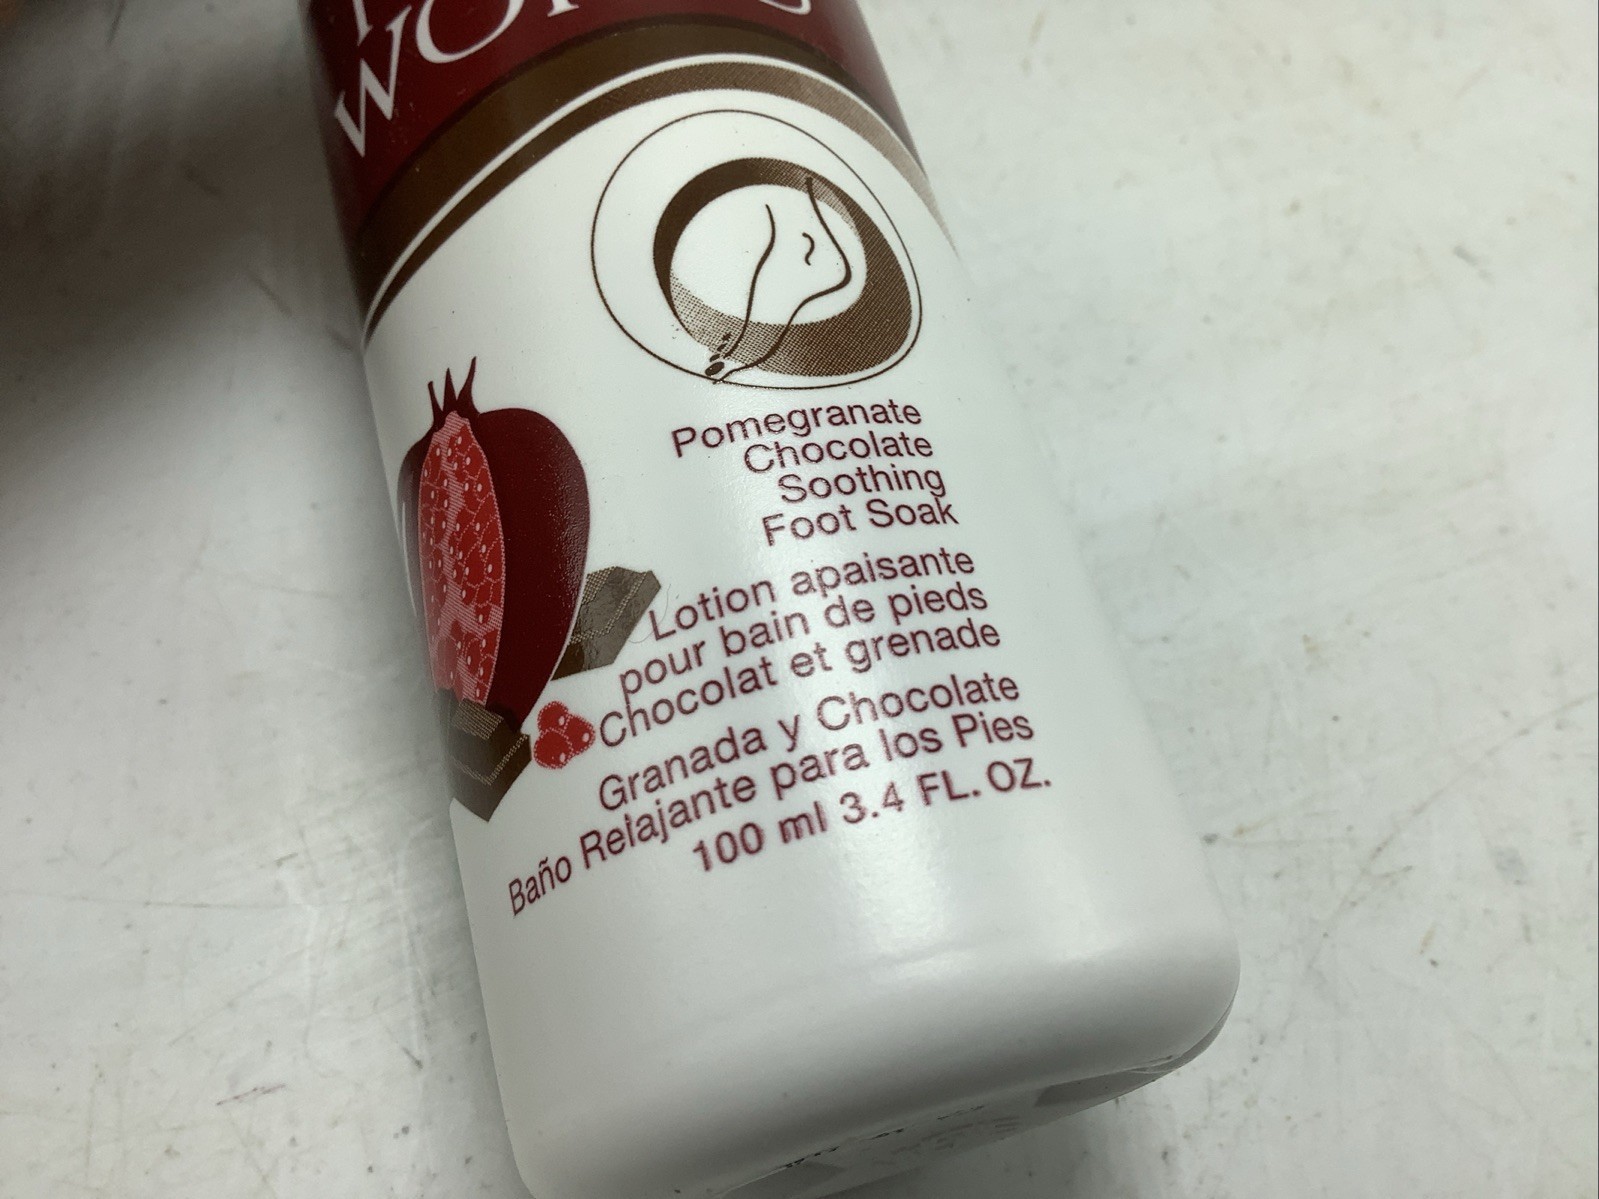 Pomegranate
Chocolate
Soothing
Foot Soak
Lotion apaisante
pour bain de pieds
Chocolat et grenade
Granada y Chocolate
Baño Relajante para los Pies
100 ml 3.4 FL. OZ.